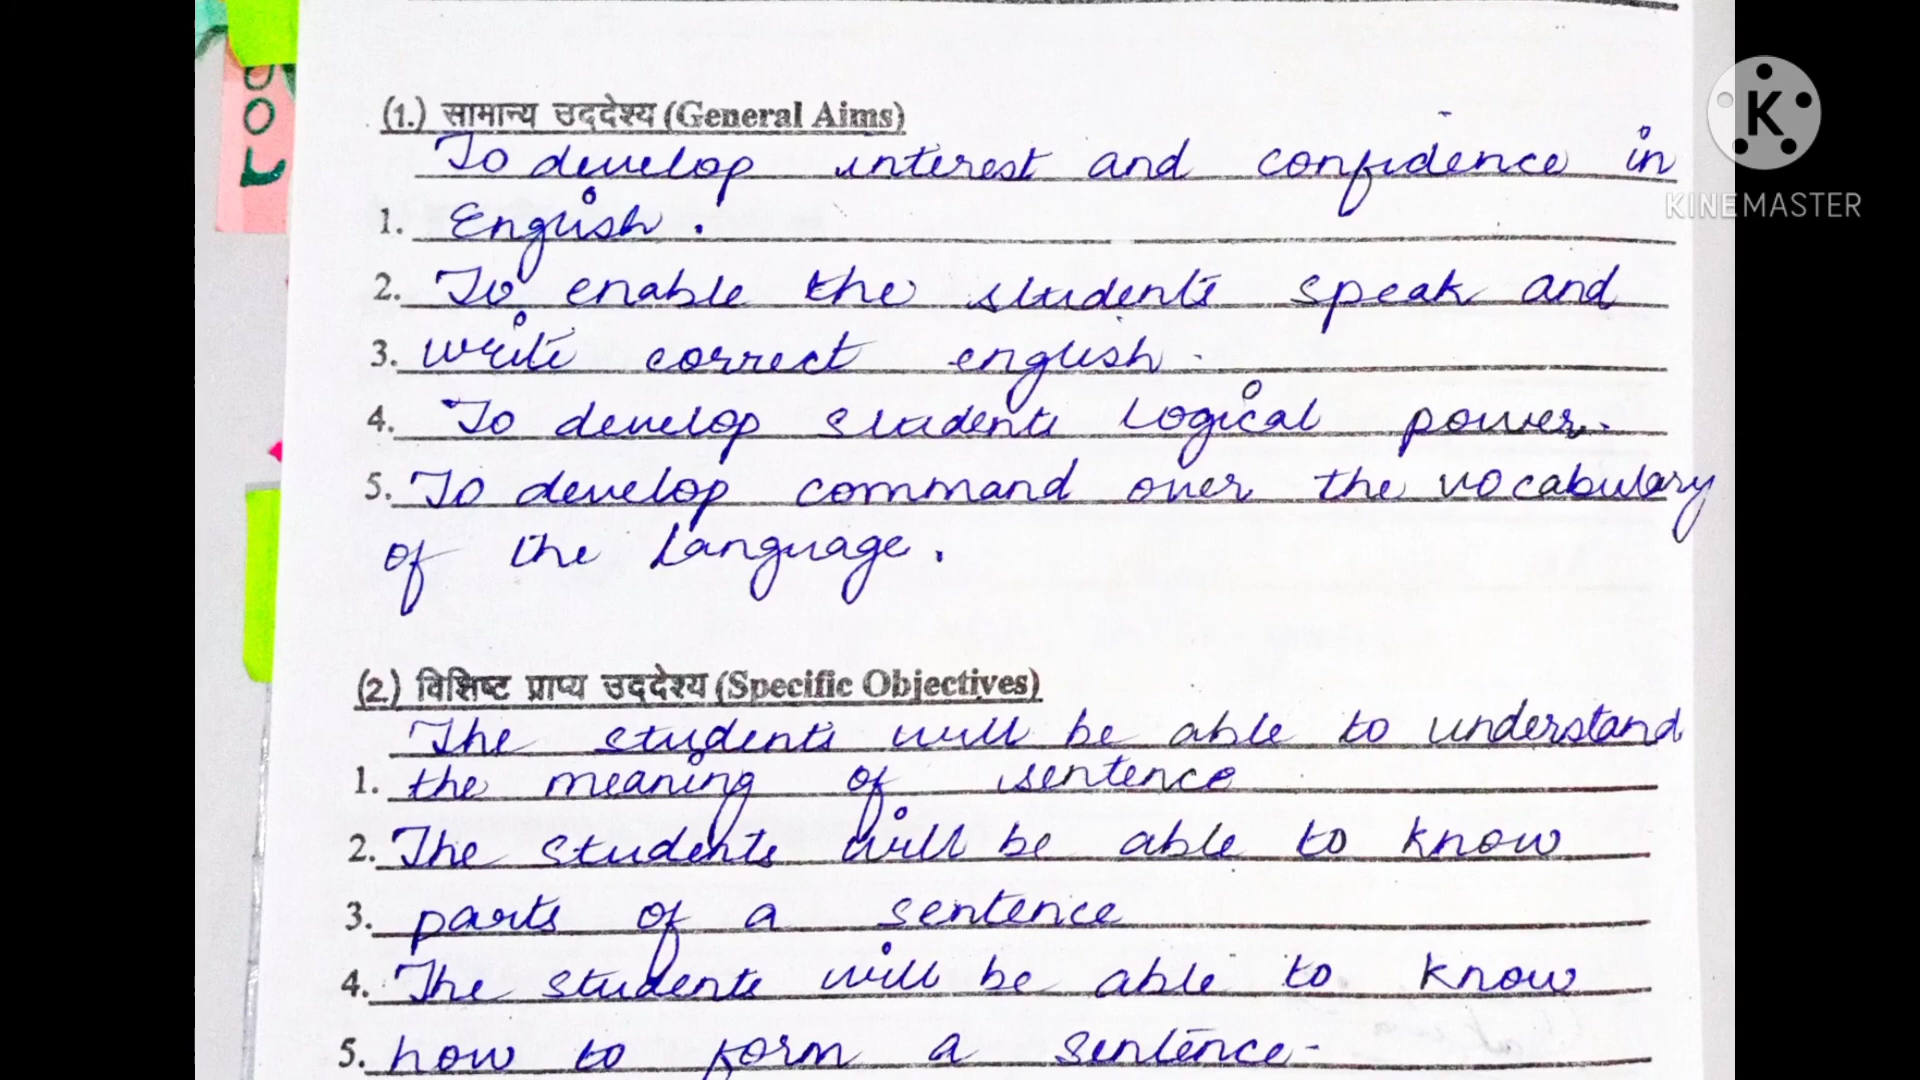 (1.) सामान्य उद्देश्य (General Aims)
To develop interest and confidence in
1. English.
2. To enable the students speak and
3. write correct english.
4. To develop students logical power.
5. To develop command over the vocabulary
of the language.
(2.) विशिष्ट प्राप्य उद्देश्य (Specific Objectives)
The students will be able to understand
1. the meaning of sentence
2. The students will be able to know
3. parts of a sentence
4. The students will be able to know
5. how to form a sentence-
K
KINEMASTER